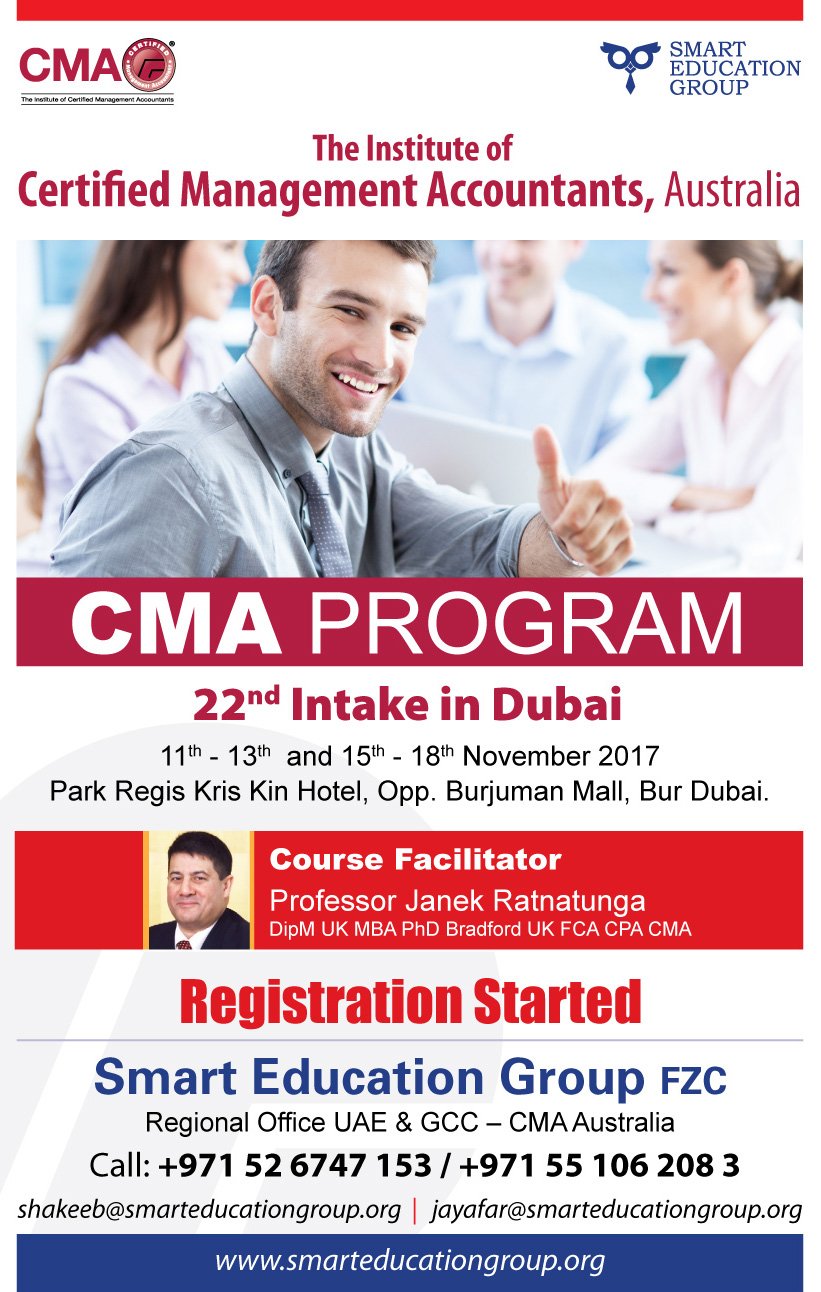 CMA
CERTIFIED
Management Accountant
®
The Institute of Certified Management Accountants
SMART
EDUCATION
GROUP
The Institute of
Certified Management Accountants, Australia
CMA PROGRAM
22nd Intake in Dubai
11th - 13th and 15th - 18th November 2017
Park Regis Kris Kin Hotel, Opp. Burjuman Mall, Bur Dubai.
Course Facilitator
Professor Janek Ratnatunga
DipM UK MBA PhD Bradford UK FCA CPA CMA
Registration Started
Smart Education Group FZC
Regional Office UAE & GCC – CMA Australia
Call: +971 52 6747 153 / +971 55 106 208 3
shakeeb@smarteducationgroup.org | jayafar@smarteducationgroup.org
www.smarteducationgroup.org